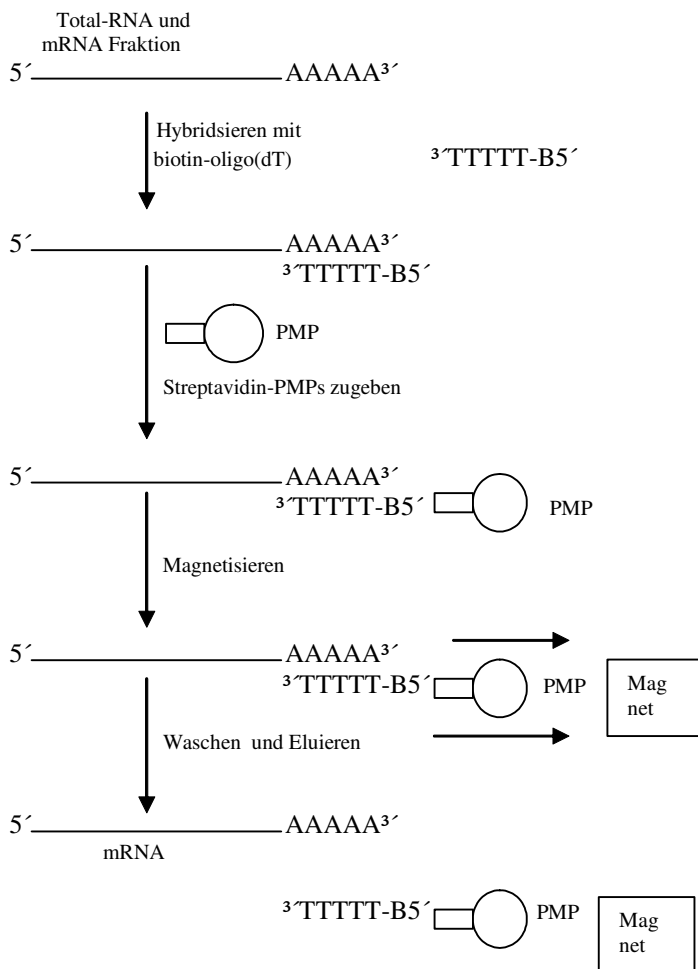 Total-RNA und
mRNA Fraktion
5´ AAAAA³´
Hybridsieren mit
biotin-oligo(dT)
³´TTTTT-B5´
5´ AAAAA³´
³´TTTTT-B5´
PMP
Streptavidin-PMPs zugeben
5´ AAAAA³´
³´TTTTT-B5´ PMP
Magnetisieren
5´ AAAAA³´
³´TTTTT-B5´ PMP
Mag
net
Waschen und Eluieren
5´ AAAAA³´
mRNA
³´TTTTT-B5´ PMP
Mag
net